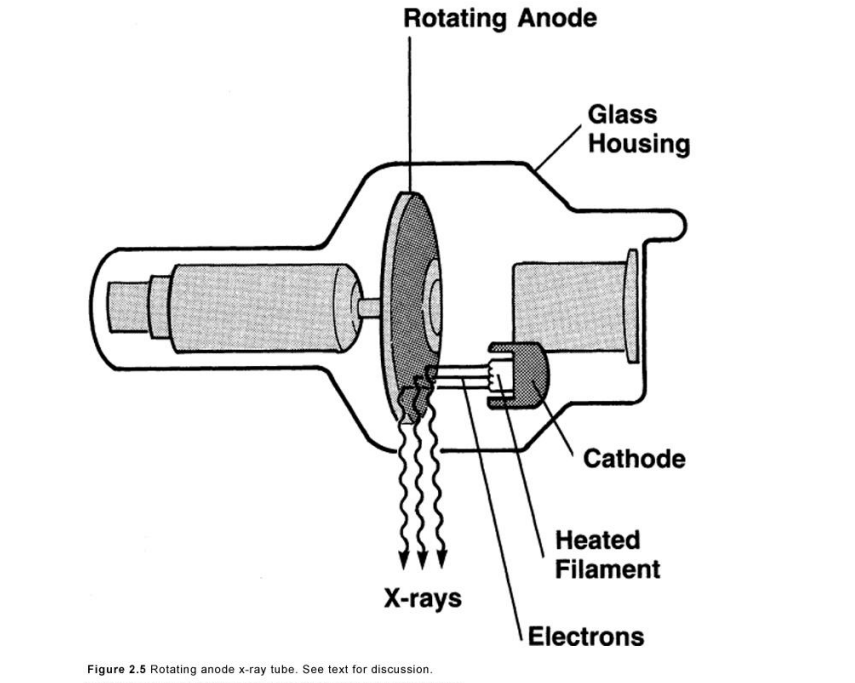 Rotating Anode
Glass
Housing
Cathode
Heated
Filament
X-rays
Electrons
Figure 2.5 Rotating anode x-ray tube. See text for discussion.